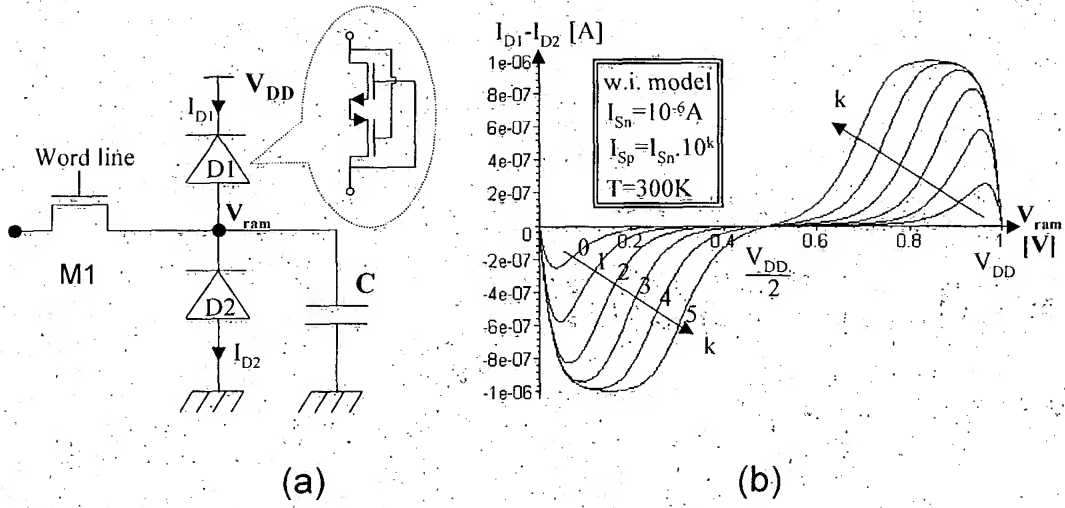 V_DD
I_D1
Word line
D1
V_ram
M1
D2
C
I_D2
(a)
I_D1-I_D2 [A]
1e-06
8e-07
6e-07
4e-07
2e-07
0
-2e-07
-4e-07
-6e-07
-8e-07
-1e-06
w.i. model
I_Sn=10^-6A
I_Sp=I_Sn.10^k
T=300K
k
0.2
0.4
0.6
0.8
1
V_ram
[V]
V_DD
2
V_DD
0
1
2
3
4
5
k
(b)